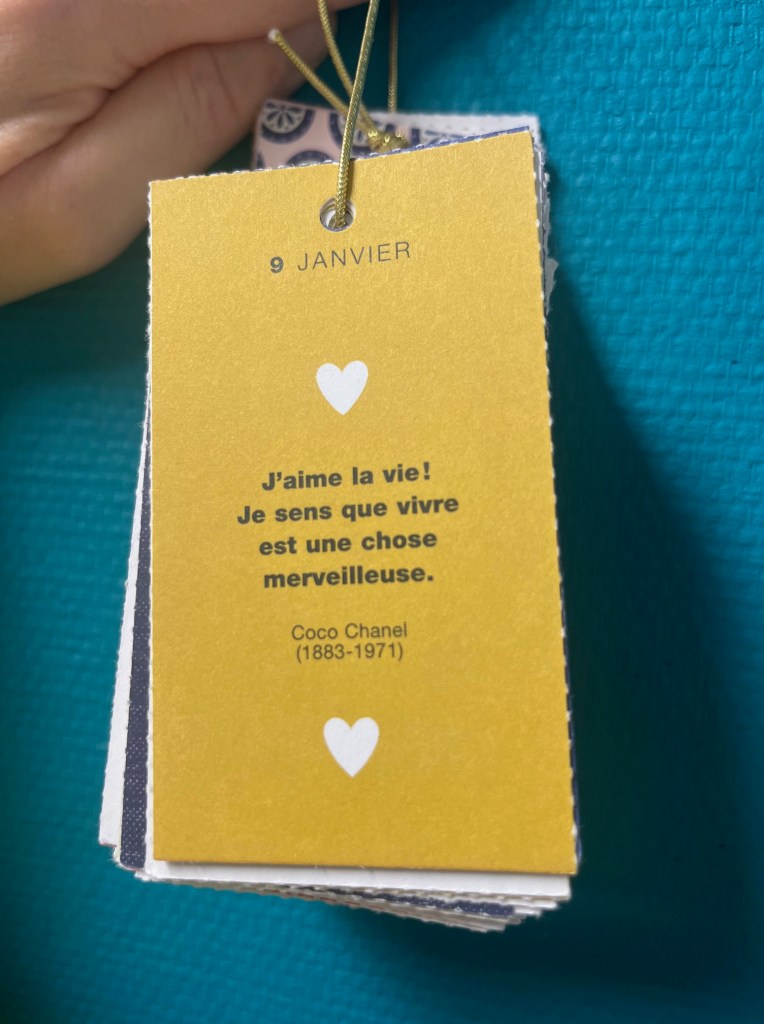 9 JANVIER
J’aime la vie!
Je sens que vivre
est une chose
merveilleuse.
Coco Chanel
(1883-1971)